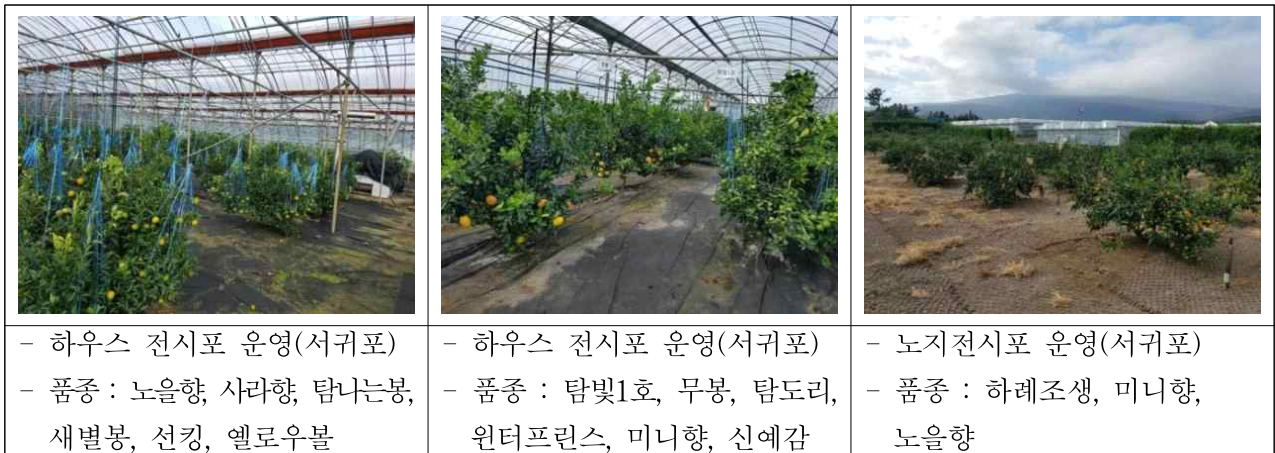 - 하우스 전시포 운영(서귀포)
- 품종 : 노을향, 사라향, 탐나는봉,
새별봉, 선킹, 옐로우볼
- 하우스 전시포 운영(서귀포)
- 품종 : 탐빛1호, 무봉, 탐도리,
윈터프린스, 미니향, 신예감
- 노지전시포 운영(서귀포)
- 품종 : 하례조생, 미니향,
노을향